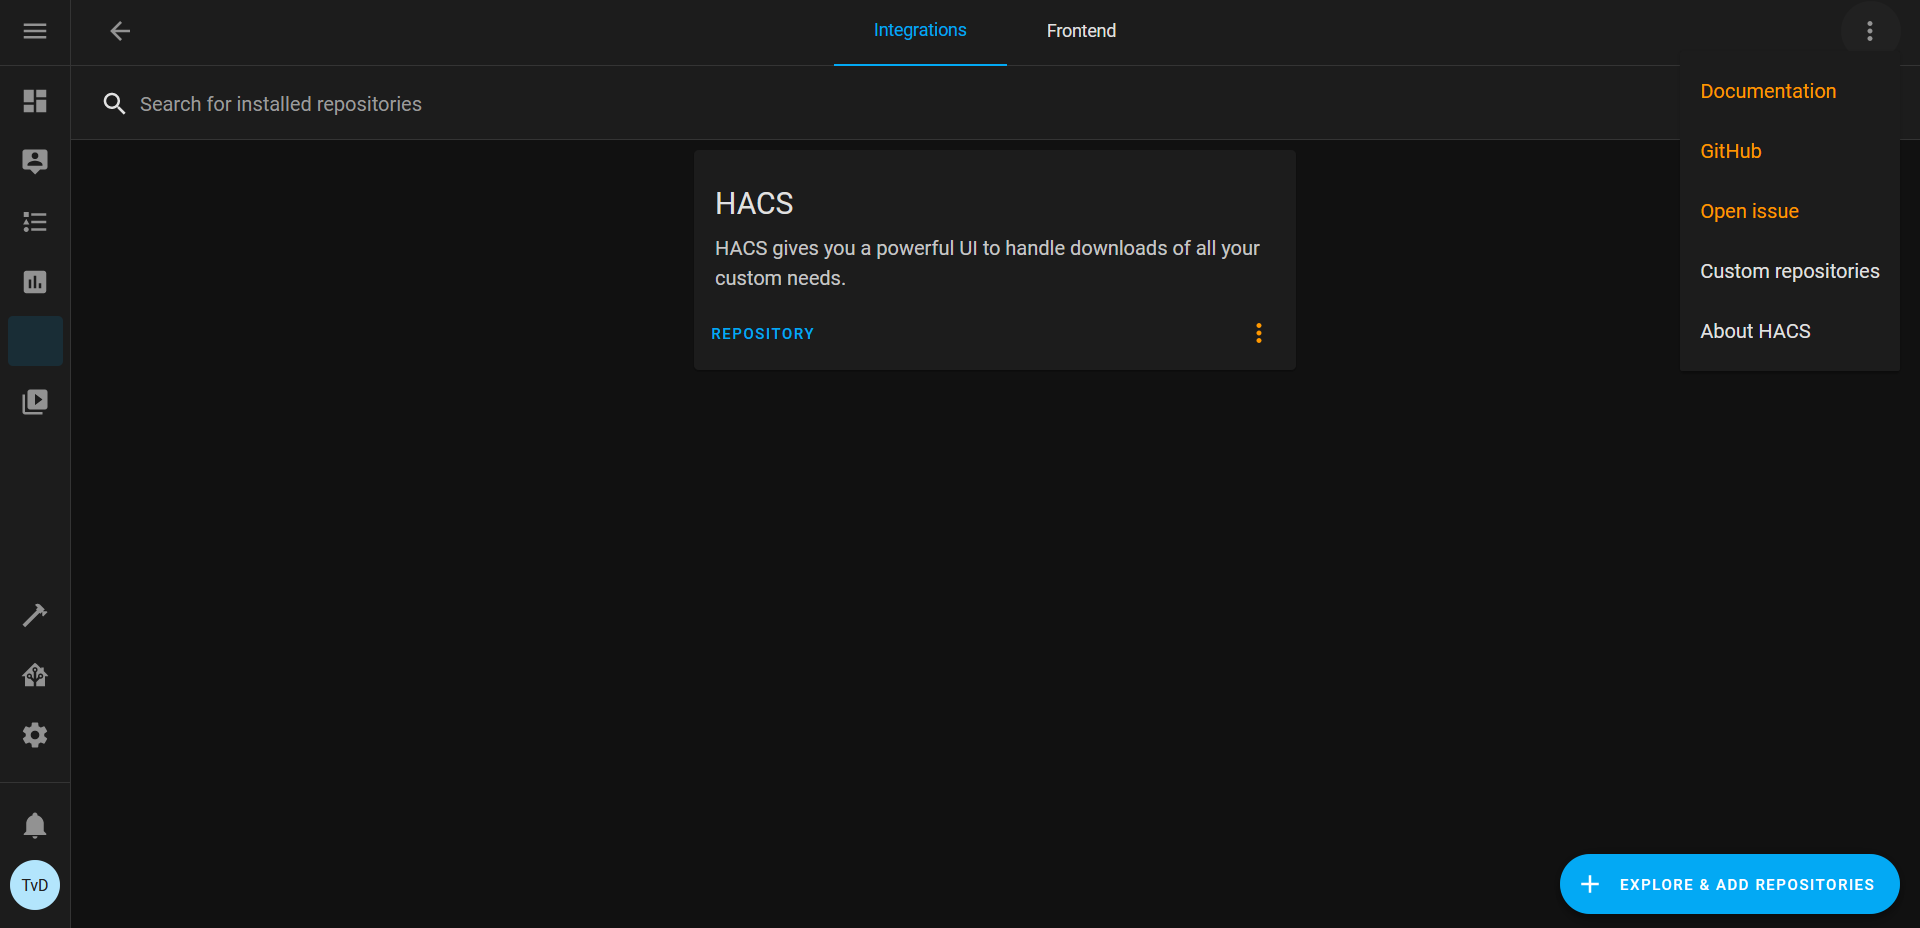 Integrations
Frontend
Search for installed repositories
Documentation
GitHub
Open issue
Custom repositories
About HACS
HACS
HACS gives you a powerful UI to handle downloads of all your
custom needs.
REPOSITORY
TvD
EXPLORE & ADD REPOSITORIES